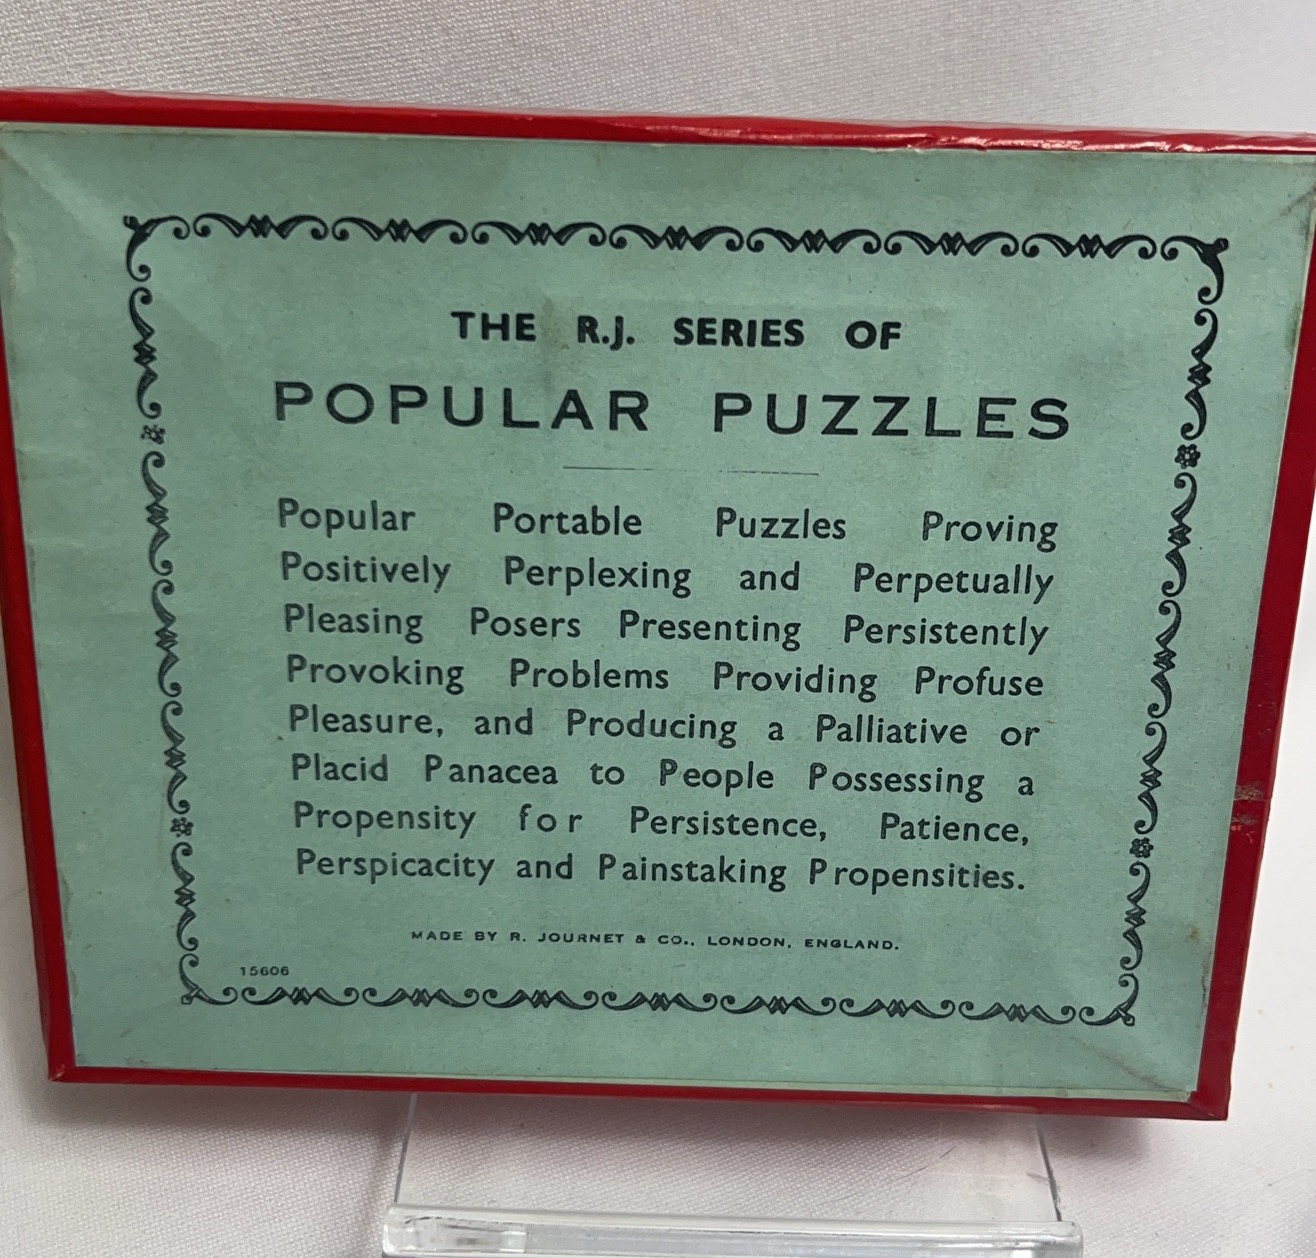 THE R.J. SERIES OF
POPULAR PUZZLES
Popular Portable Puzzles Proving
Positively Perplexing and Perpetually
Pleasing Posers Presenting Persistently
Provoking Problems Providing Profuse
Pleasure, and Producing a Palliative or
Placid Panacea to People Possessing a
Propensity for Persistence, Patience,
Perspicacity and Painstaking Propensities.
MADE BY R. JOURNET & CO., LONDON, ENGLAND.
15606